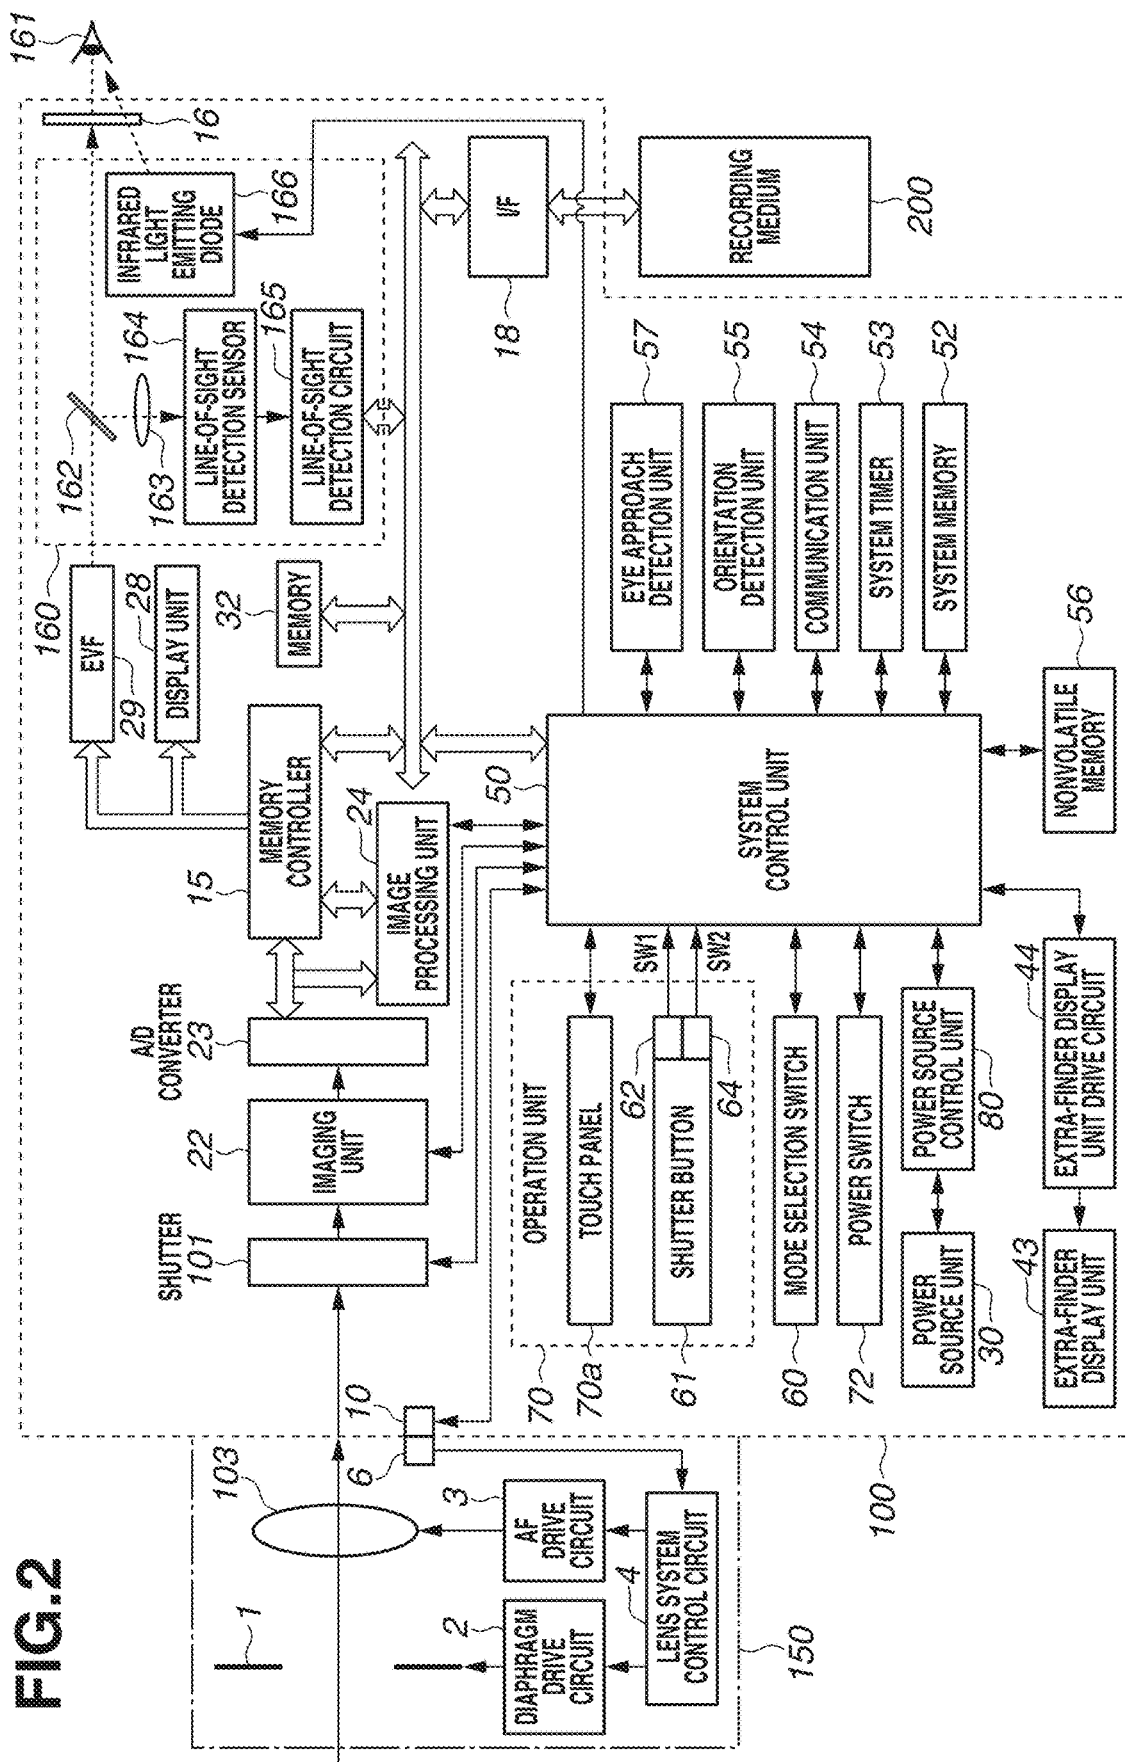 FIG.2
161
16
INFRARED
LIGHT
EMITTING
DIODE
166
162
163
164
LINE-OF-SIGHT
DETECTION SENSOR
165
LINE-OF-SIGHT
DETECTION CIRCUIT
160
EVF
29
28
DISPLAY UNIT
32
MEMORY
15
MEMORY
CONTROLLER
24
IMAGE
PROCESSING UNIT
A/D
CONVERTER
23
22
IMAGING
UNIT
SHUTTER
101
103
1
10
6
3
AF
DRIVE
CIRCUIT
2
DIAPHRAGM
DRIVE
CIRCUIT
4
LENS SYSTEM
CONTROL CIRCUIT
150
100
I/F
18
RECORDING
MEDIUM
200
50
SYSTEM
CONTROL UNIT
EYE APPROACH
DETECTION UNIT
57
ORIENTATION
DETECTION UNIT
55
COMMUNICATION UNIT
54
SYSTEM TIMER
53
SYSTEM MEMORY
52
NONVOLATILE
MEMORY
56
OPERATION UNIT
70
TOUCH PANEL
70a
SW1
SW2
62
64
SHUTTER BUTTON
61
MODE SELECTION SWITCH
60
POWER SWITCH
72
POWER SOURCE
CONTROL UNIT
80
POWER
SOURCE UNIT
30
44
EXTRA-FINDER DISPLAY
UNIT DRIVE CIRCUIT
43
EXTRA-FINDER
DISPLAY UNIT